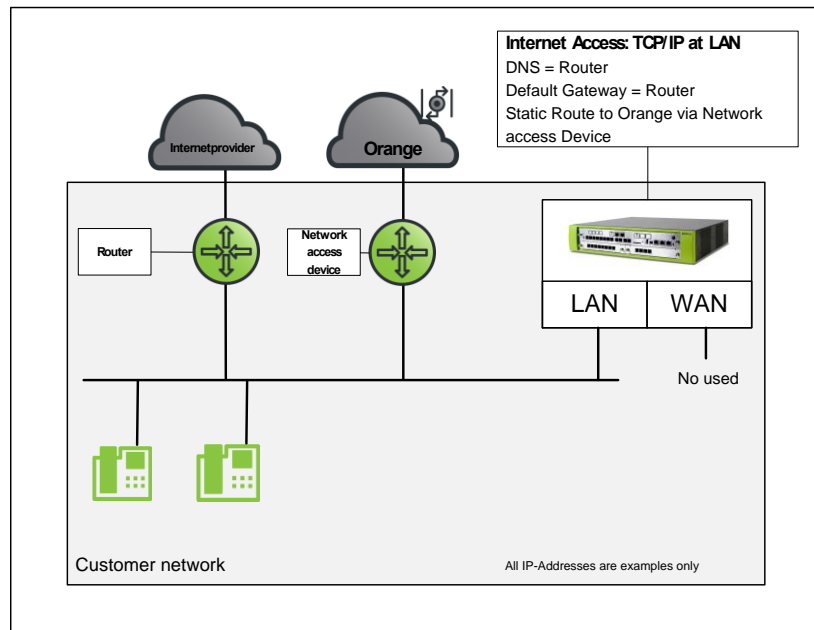 Internet Access: TCP/IP at LAN
DNS = Router
Default Gateway = Router
Static Route to Orange via Network
access Device
Internetprovider
Orange
Router
Network
access
device
LAN
WAN
No used
Customer network
All IP-Addresses are examples only